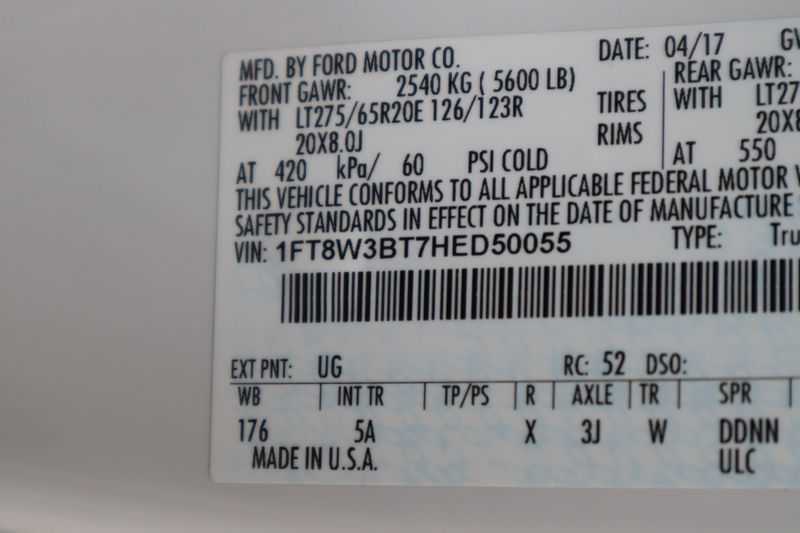 MFD. BY FORD MOTOR CO.
DATE: 04/17
FRONT GAWR: 2540 KG ( 5600 LB)
REAR GAWR:
WITH LT275/65R20E 126/123R
TIRES
WITH LT27
20X8.0J
RIMS
20X8
AT 420 kPa/ 60 PSI COLD
AT 550
THIS VEHICLE CONFORMS TO ALL APPLICABLE FEDERAL MOTOR V
SAFETY STANDARDS IN EFFECT ON THE DATE OF MANUFACTURE
VIN: 1FT8W3BT7HED50055 TYPE: Tru
EXT PNT: UG RC: 52 DSO:
WB INT TR TP/PS R AXLE TR SPR
176 5A X 3J W DDNN
MADE IN U.S.A. ULC